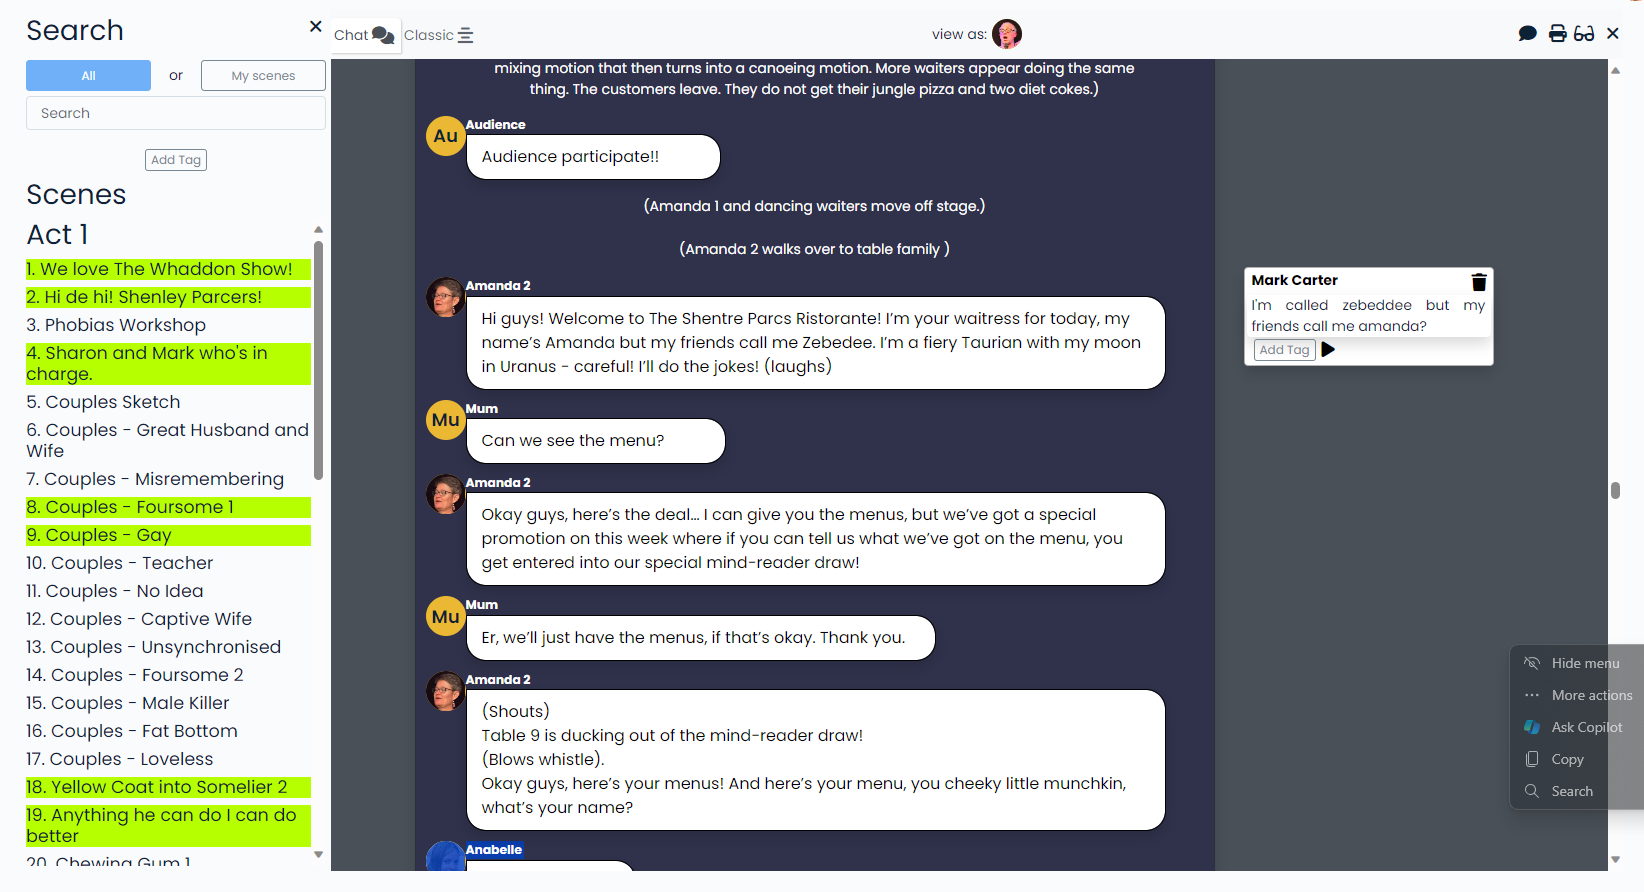 Search
All or My scenes
Search
Add Tag
Scenes
Act 1
1. We love The Whaddon Show!
2. Hi de hi! Shenley Parcers!
3. Phobias Workshop
4. Sharon and Mark who's in
charge.
5. Couples Sketch
6. Couples - Great Husband and
Wife
7. Couples - Misremembering
8. Couples - Foursome 1
9. Couples - Gay
10. Couples - Teacher
11. Couples - No Idea
12. Couples - Captive Wife
13. Couples - Unsynchronised
14. Couples - Foursome 2
15. Couples - Male Killer
16. Couples - Fat Bottom
17. Couples - Loveless
18. Yellow Coat into Somelier 2
19. Anything he can do I can do
better
20. Chewing Gum 1
Chat Classic
view as:
mixing motion that then turns into a canoeing motion. More waiters appear doing the same
thing. The customers leave. They do not get their jungle pizza and two diet cokes.)
Au
Audience
Audience participate!!
(Amanda 1 and dancing waiters move off stage.)
(Amanda 2 walks over to table family )
Amanda 2
Hi guys! Welcome to The Shentre Parcs Ristorante! I’m your waitress for today, my
name’s Amanda but my friends call me Zebedee. I’m a fiery Taurian with my moon
in Uranus - careful! I’ll do the jokes! (laughs)
Mu
Mum
Can we see the menu?
Amanda 2
Okay guys, here’s the deal… I can give you the menus, but we’ve got a special
promotion on this week where if you can tell us what we’ve got on the menu, you
get entered into our special mind-reader draw!
Mu
Mum
Er, we’ll just have the menus, if that’s okay. Thank you.
Amanda 2
(Shouts)
Table 9 is ducking out of the mind-reader draw!
(Blows whistle).
Okay guys, here’s your menus! And here’s your menu, you cheeky little munchkin,
what’s your name?
Anabelle
Mark Carter
I'm called zebeddee but my
friends call me amanda?
Add Tag
Hide menu
More actions
Ask Copilot
Copy
Search